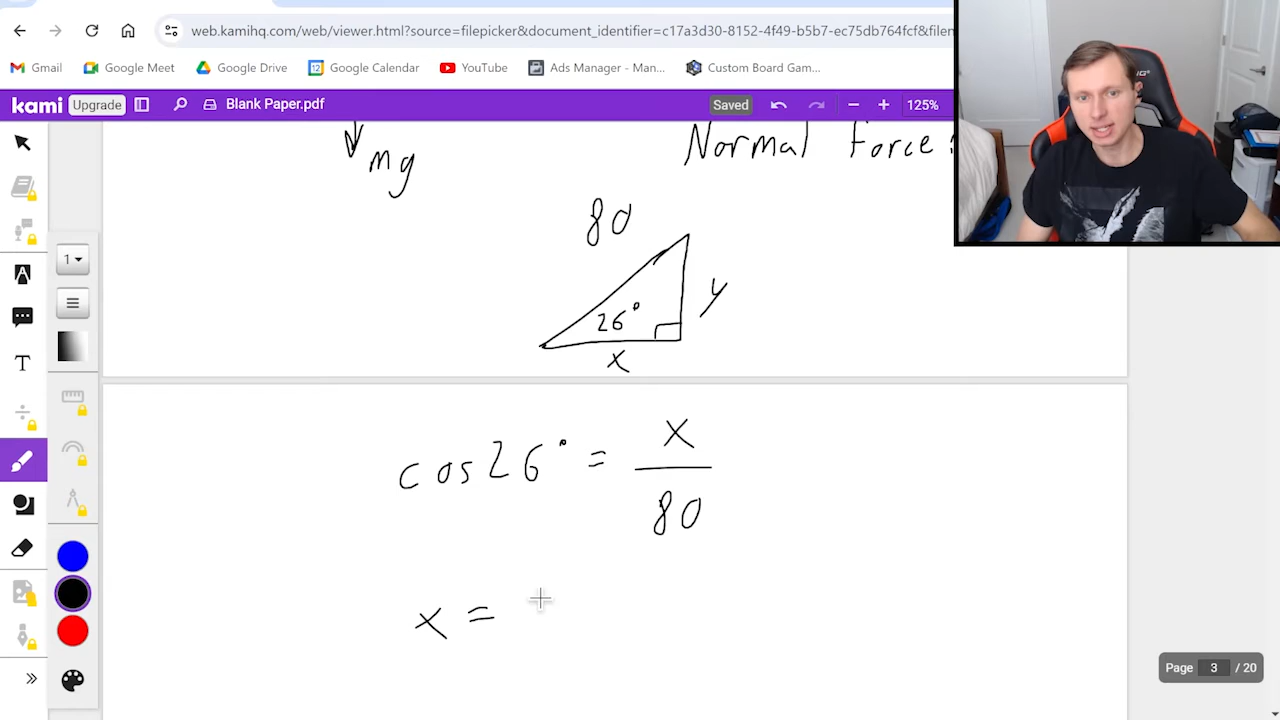 web.kamihq.com/web/viewer.html?source=filepicker&document_identifier=c17a3d30-8152-4f49-b5b7-ec75db764fcf&filen
Gmail Google Meet Google Drive 12 Google Calendar YouTube Ads Manager - Man... Custom Board Gam...
kami Upgrade Blank Paper.pdf Saved 125%
mg
Normal Force:
80
26°
y
x
1
T
cos26° = x/80
x =
Page 3 / 20